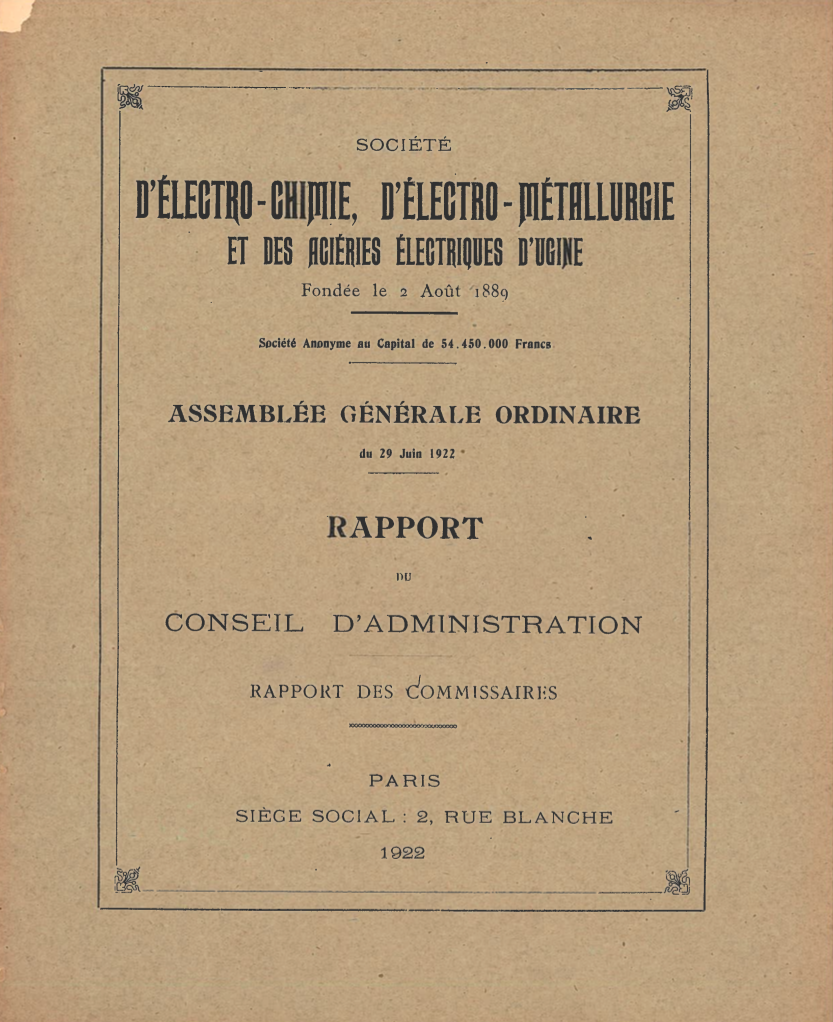 SOCIÉTÉ
D'ÉLECTRO-CHIMIE, D'ÉLECTRO-MÉTALLURGIE
ET DES ACIÉRIES ÉLECTRIQUES D'UGINE
Fondée le 2 Août 1889
Société Anonyme au Capital de 54.450.000 Francs
ASSEMBLÉE GÉNÉRALE ORDINAIRE
du 29 Juin 1922
RAPPORT
DU
CONSEIL D'ADMINISTRATION
RAPPORT DES COMMISSAIRES
PARIS
SIÈGE SOCIAL : 2, RUE BLANCHE
1922